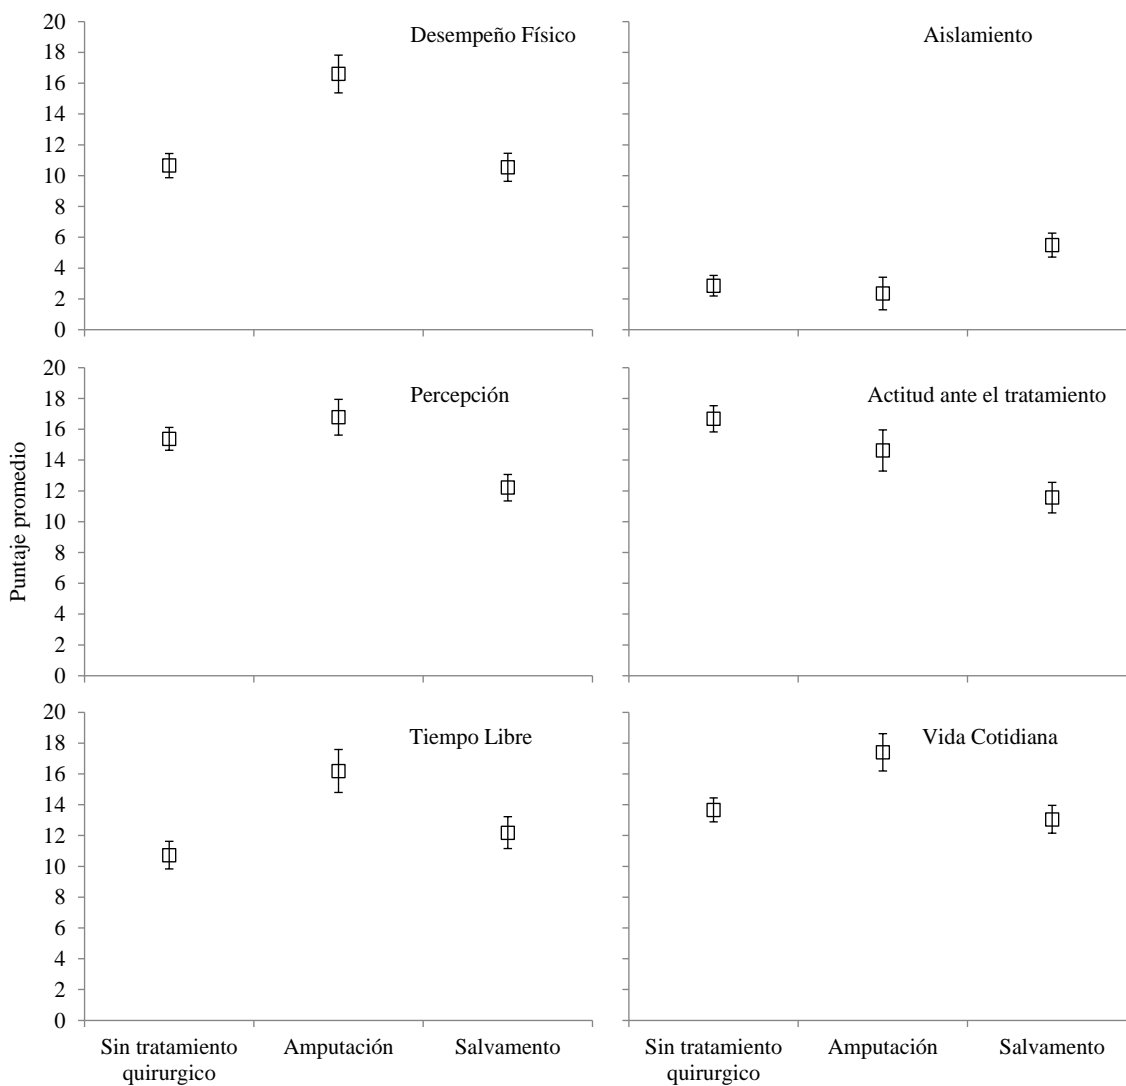 Desempeño Físico
20
18
16
14
12
10
8
6
4
2
0
Aislamiento
Percepción
20
18
16
14
12
10
8
6
4
2
0
Actitud ante el tratamiento
Puntaje promedio
Tiempo Libre
20
18
16
14
12
10
8
6
4
2
0
Vida Cotidiana
Sin tratamiento
quirurgico
Amputación
Salvamento
Sin tratamiento
quirurgico
Amputación
Salvamento